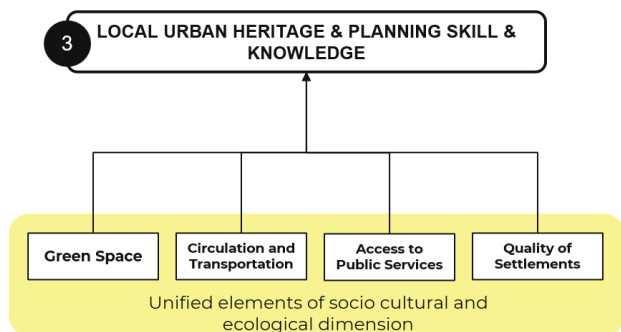 3
LOCAL URBAN HERITAGE & PLANNING SKILL &
KNOWLEDGE
Green Space
Circulation and
Transportation
Access to
Public Services
Quality of
Settlements
Unified elements of socio cultural and
ecological dimension